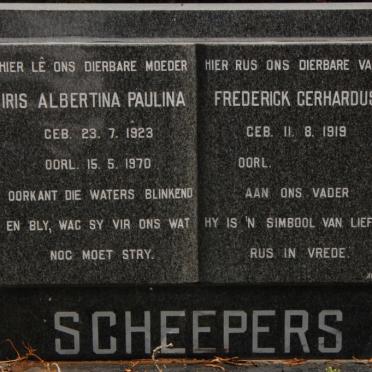 HIER LÊ ONS DIERBARE MOEDER
IRIS ALBERTINA PAULINA
GEB. 23. 7. 1923
OORL. 15. 5. 1970
OORKANT DIE WATERS BLINKEND
EN BLY, WAG SY VIR ONS WAT
NOG MOET STRY.
HIER RUS ONS DIERBARE VA
FREDERICK GERHARDUS
GEB. 11. 8. 1919
OORL.
AAN ONS VADER
HY IS 'N SIMBOOL VAN LIEF
RUS IN VREDE.
SCHEEPERS